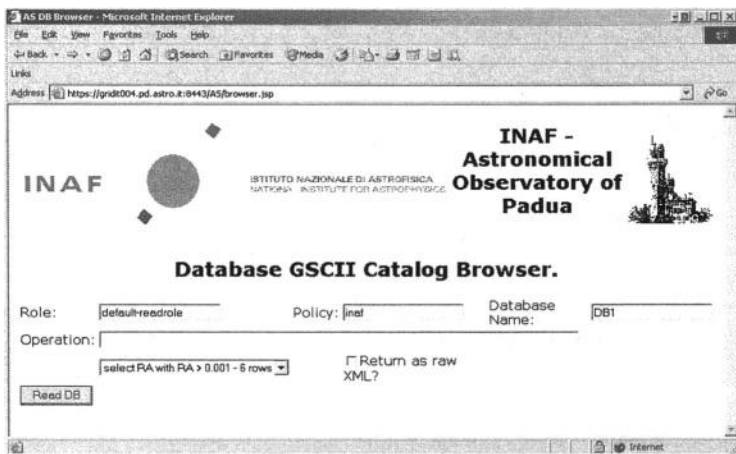 AS DB Browser - Microsoft Internet Explorer
File Edit View Favorites Tools Help
Back Search Favorites Media
Links
Address https://gridit004.pd.astro.it:8443/AS/browser.jsp Go
INAF
ISTITUTO NAZIONALE DI ASTROFISICA
NATIONAL INSTITUTE FOR ASTROPHYSICS
INAF -
Astronomical
Observatory of
Padua
Database GSCII Catalog Browser.
Role: default-readrole Policy: inaf Database Name: DB1
Operation:
select RA with RA > 0.001 - 6 rows Return as raw XML?
Read DB
Internet